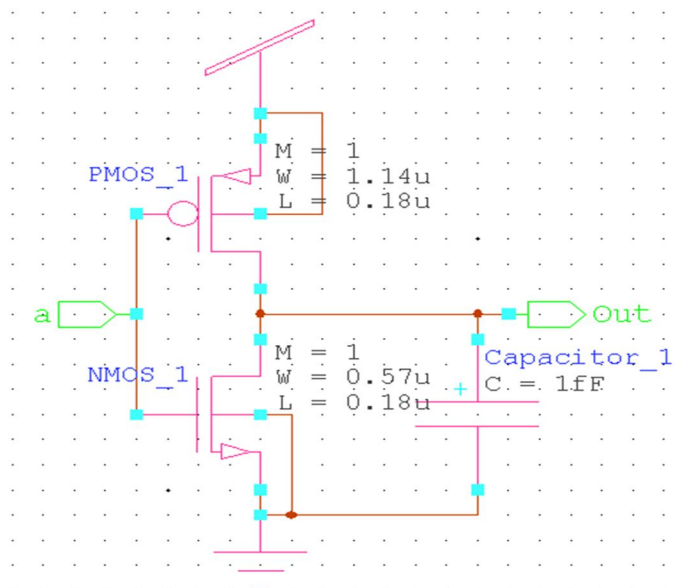 M = 1
PMOS_1
W = 1.14u
L = 0.18u
a
Out
M = 1
NMOS_1
W = 0.57u
L = 0.18u
Capacitor_1
+
C = 1fF